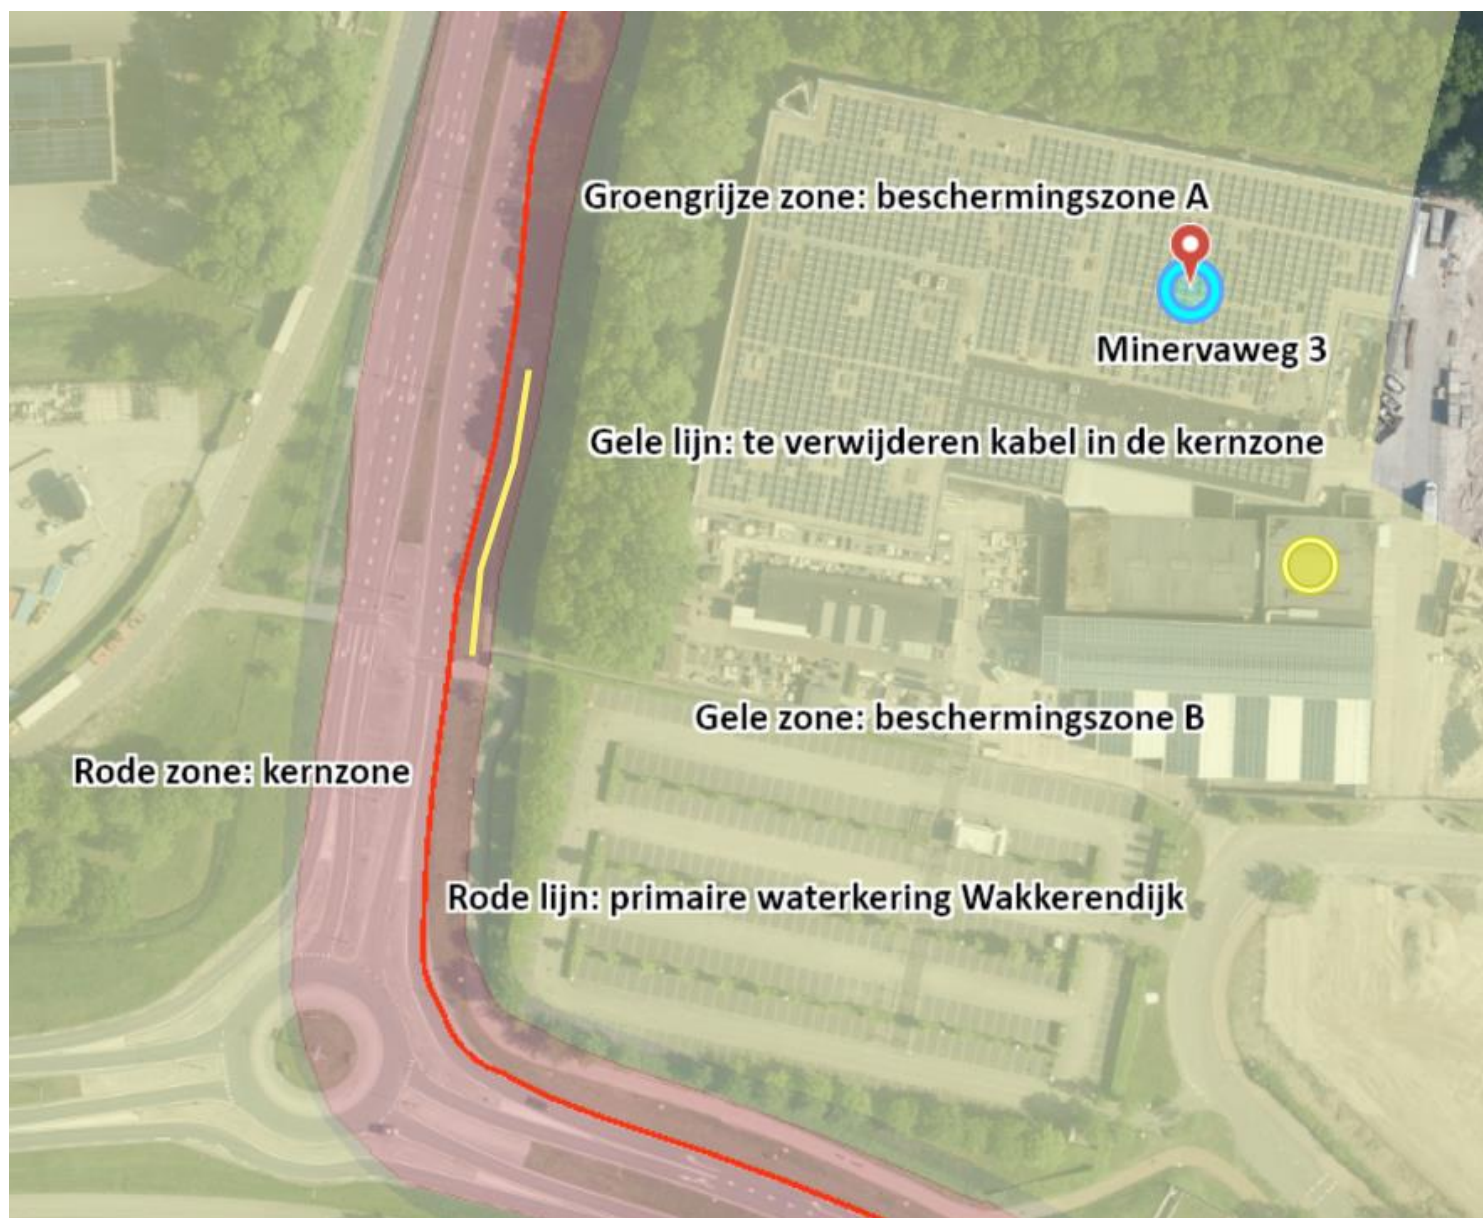 Groengrijze zone: beschermingszone A
Minervaweg 3
Gele lijn: te verwijderen kabel in de kernzone
Gele zone: beschermingszone B
Rode zone: kernzone
Rode lijn: primaire waterkering Wakkerendijk